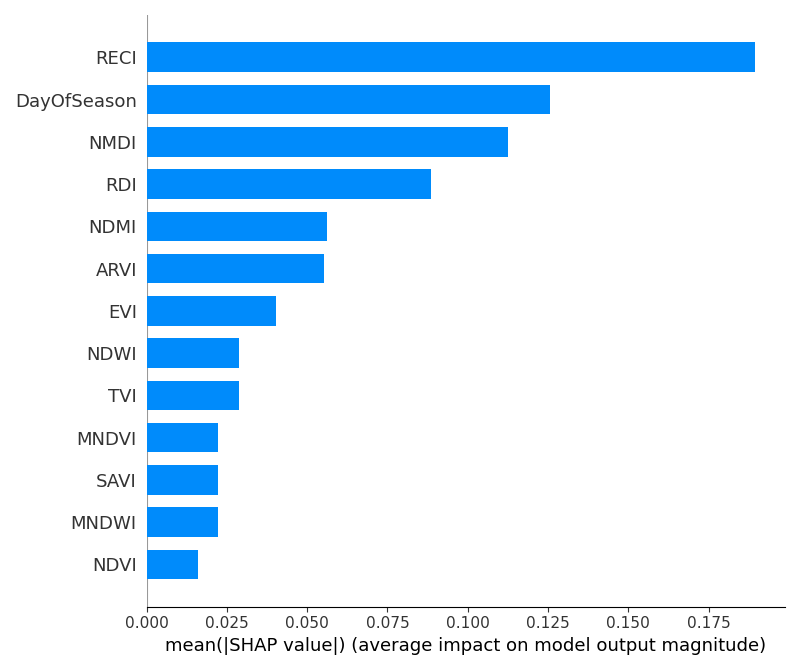 RECI
DayOfSeason
NMDI
RDI
NDMI
ARVI
EVI
NDWI
TVI
MNDVI
SAVI
MNDWI
NDVI
0.000 0.025 0.050 0.075 0.100 0.125 0.150 0.175
mean(|SHAP value|) (average impact on model output magnitude)